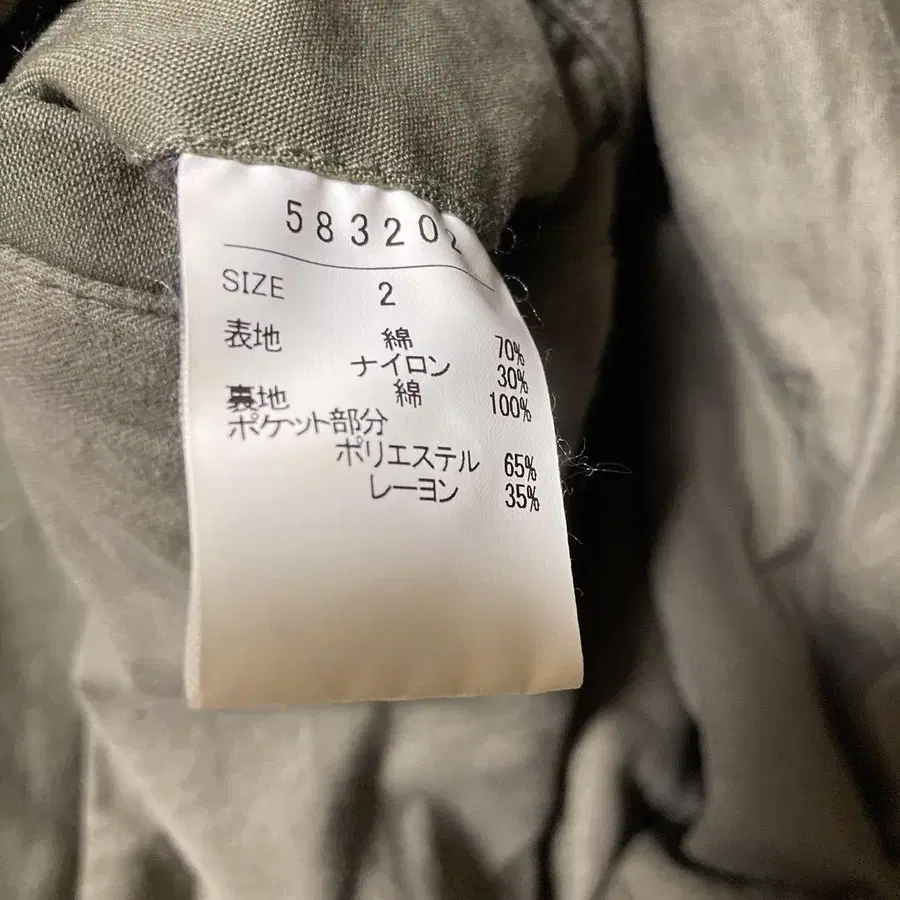 583202
SIZE 2
表地 綿 70%
ナイロン 30%
裏地 綿 100%
ポケット部分
ポリエステル 65%
レーヨン 35%